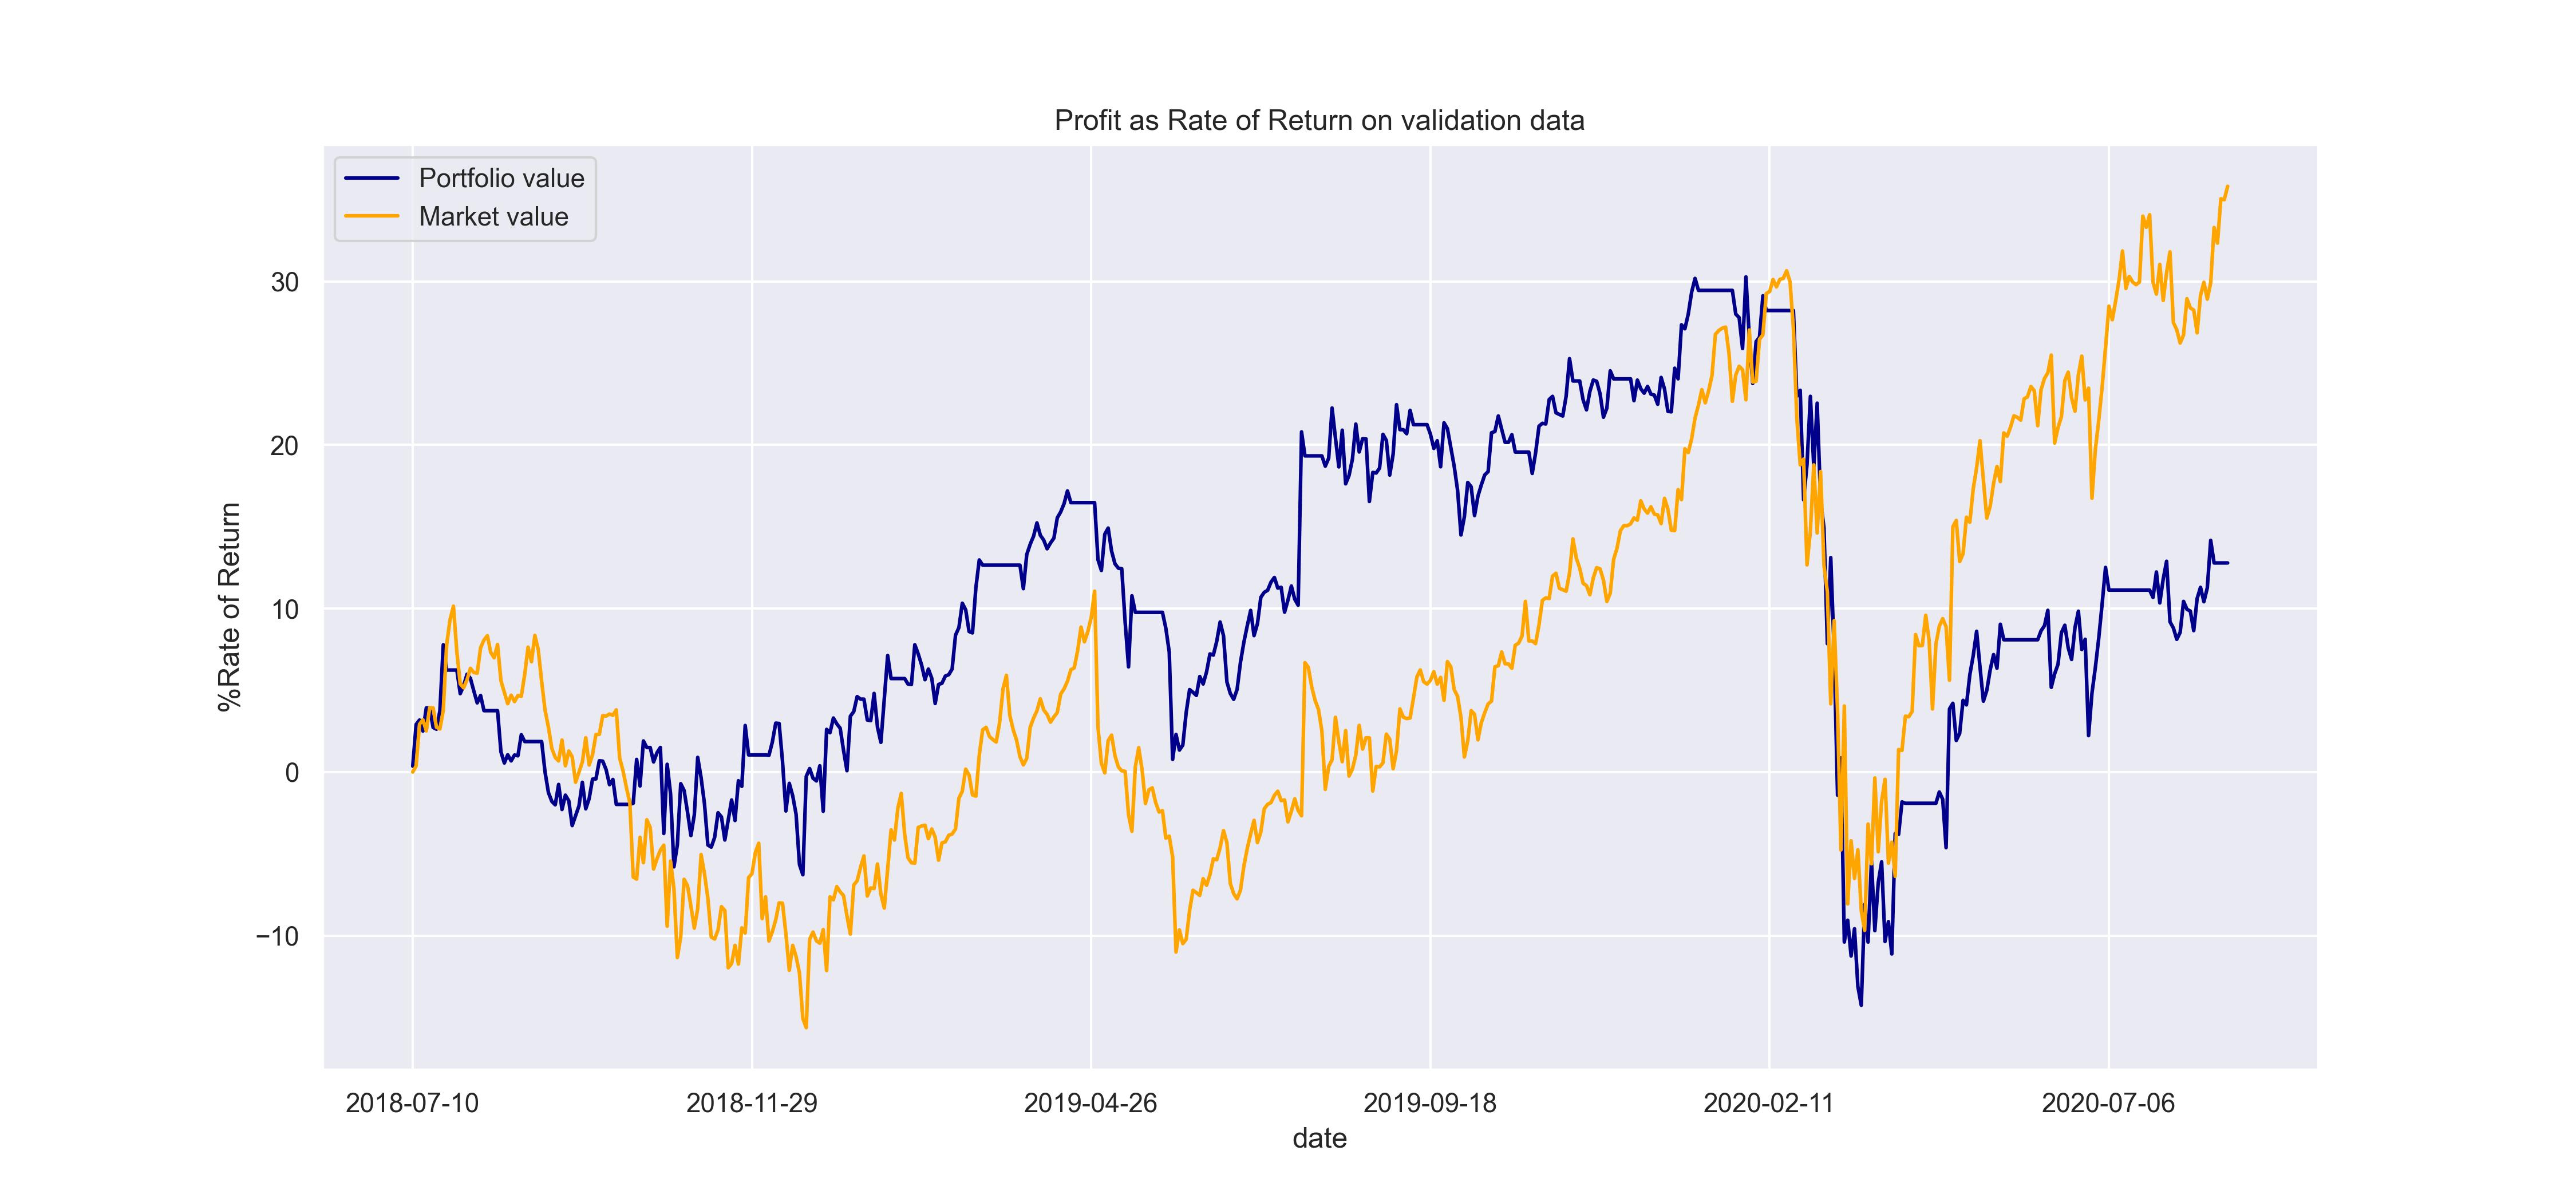 Profit as Rate of Return on validation data
Portfolio value
Market value
%Rate of Return
30
20
10
0
−10
2018-07-10 2018-11-29 2019-04-26 2019-09-18 2020-02-11 2020-07-06
date